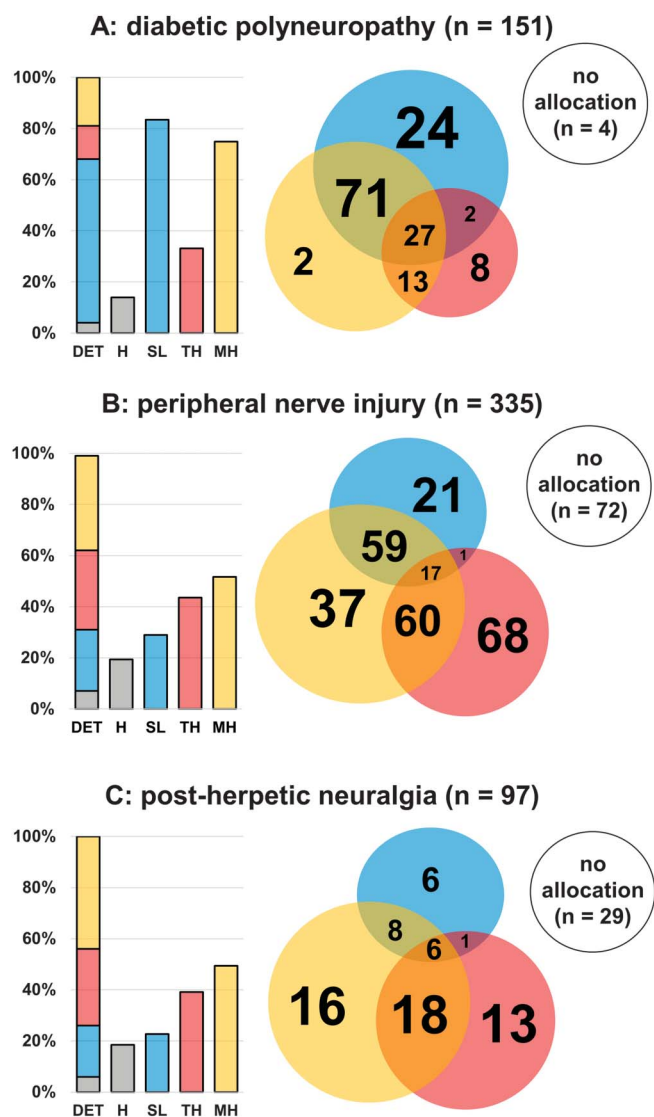 A: diabetic polyneuropathy (n = 151)
100%
80%
60%
40%
20%
0%
DET H SL TH MH
24
71
2
27
2
13
8
no
allocation
(n = 4)
B: peripheral nerve injury (n = 335)
100%
80%
60%
40%
20%
0%
DET H SL TH MH
21
59
1
17
37
60
68
no
allocation
(n = 72)
C: post-herpetic neuralgia (n = 97)
100%
80%
60%
40%
20%
0%
DET H SL TH MH
6
8
6
1
16
18
13
no
allocation
(n = 29)